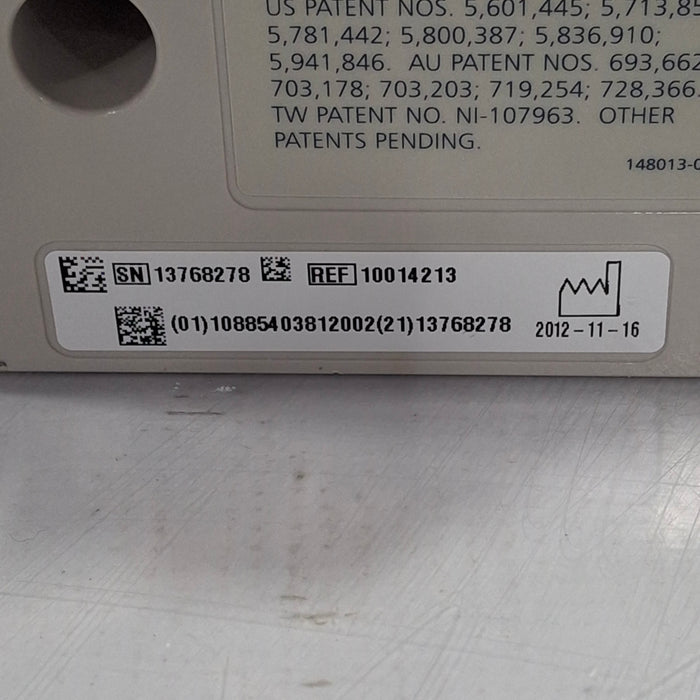 US PATENT NOS. 5,601,445; 5,713,85
5,781,442; 5,800,387; 5,836,910;
5,941,846. AU PATENT NOS. 693,662
703,178; 703,203; 719,254; 728,366.
TW PATENT NO. NI-107963. OTHER
PATENTS PENDING.
148013-0
SN 13768278 REF 10014213
(01)10885403812002(21)13768278 2012-11-16